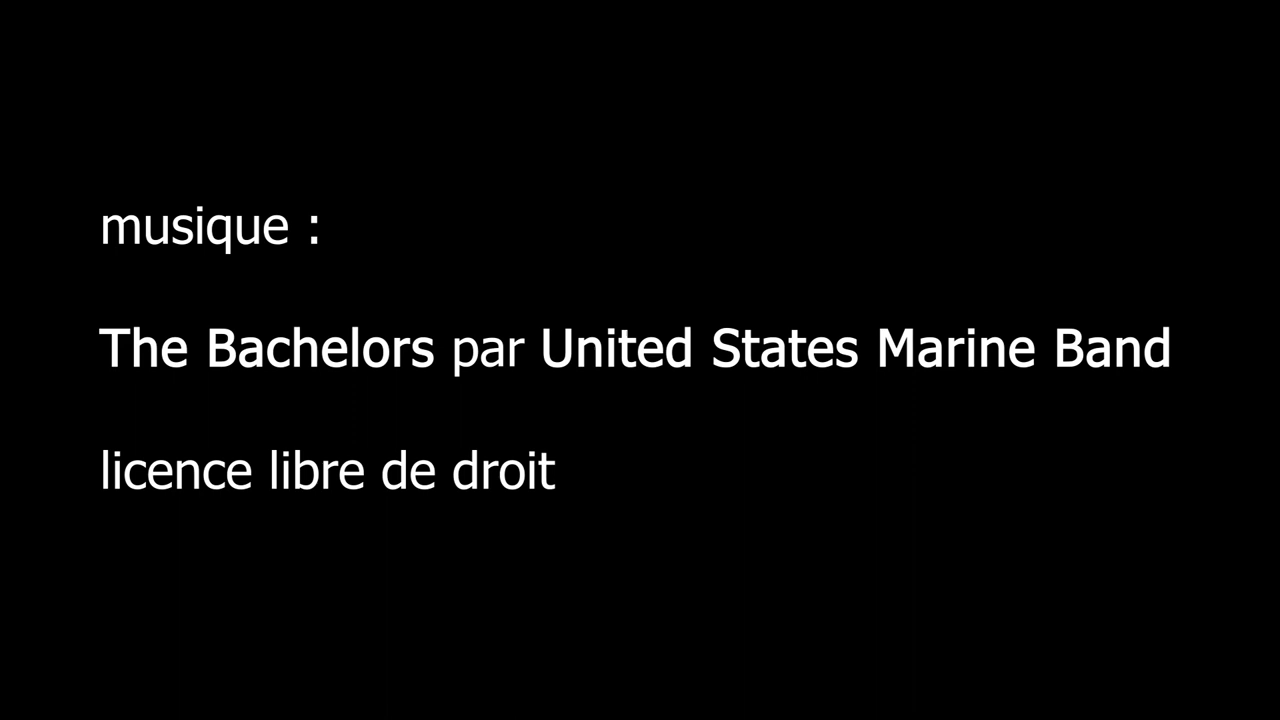 musique :
The Bachelors par United States Marine Band
licence libre de droit